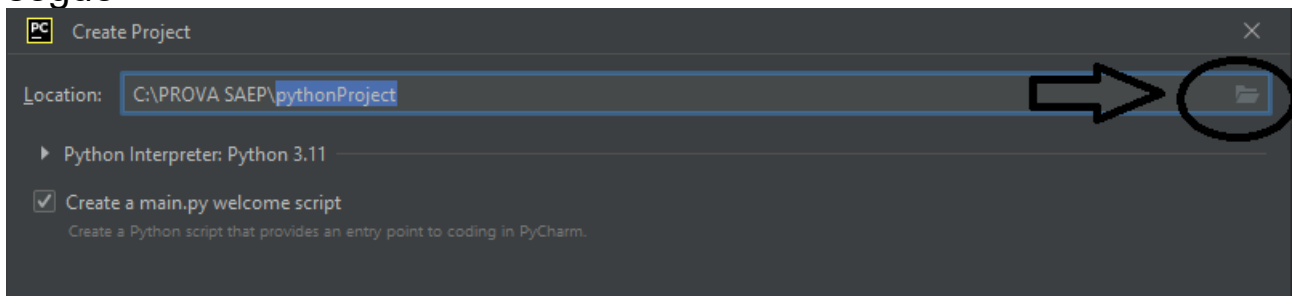 PC Create Project
Location: C:\PROVA SAEP\pythonProject
Python Interpreter: Python 3.11
Create a main.py welcome script
Create a Python script that provides an entry point to coding in PyCharm.